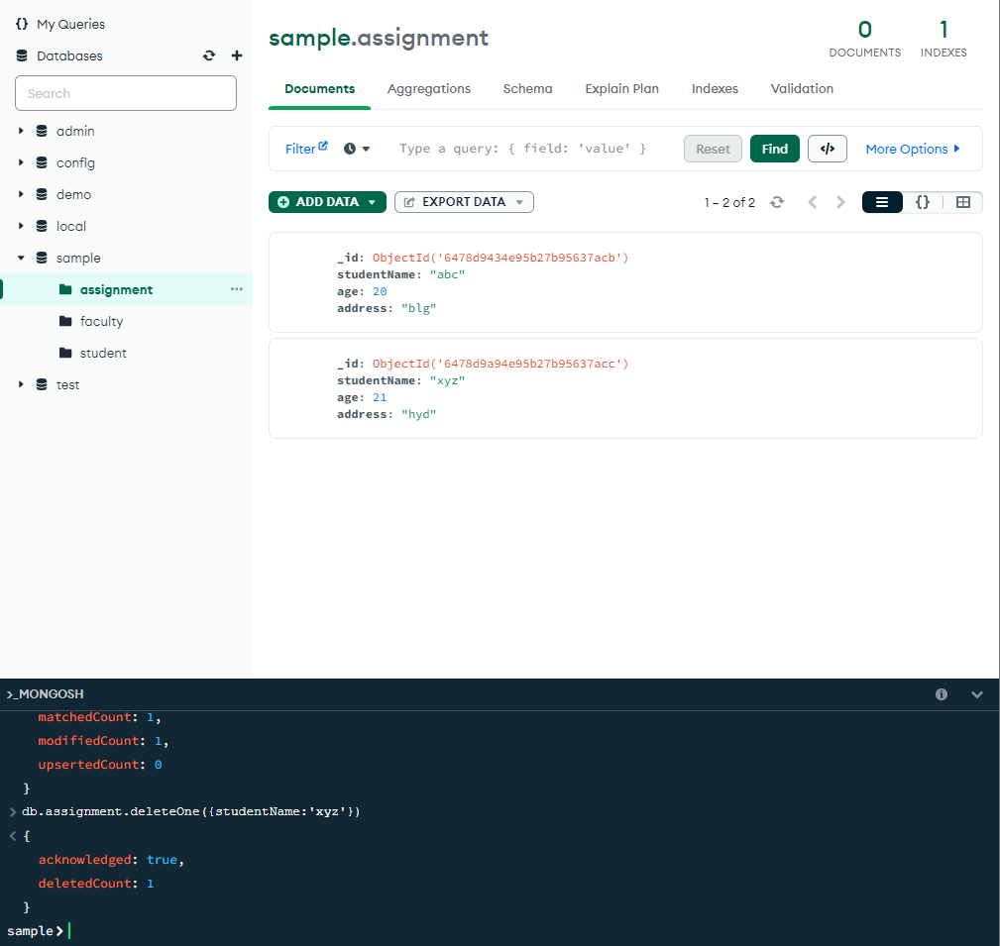 My Queries
Databases
Search
admin
config
demo
local
sample
assignment
faculty
student
test
sample.assignment
0
DOCUMENTS
1
INDEXES
Documents Aggregations Schema Explain Plan Indexes Validation
Filter Type a query: { field: 'value' } Reset Find </> More Options
ADD DATA EXPORT DATA 1 – 2 of 2 {}
_id: ObjectId('6478d9434e95b27b95637acb')
studentName: "abc"
age: 20
address: "blg"
_id: ObjectId('6478d9a94e95b27b95637acc')
studentName: "xyz"
age: 21
address: "hyd"
>_MONGOSH
matchedCount: 1,
modifiedCount: 1,
upsertedCount: 0
}
> db.assignment.deleteOne({studentName:'xyz'})
< {
acknowledged: true,
deletedCount: 1
}
sample>